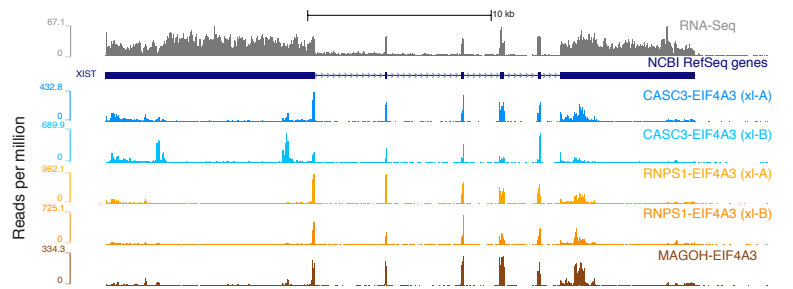 10 kb
67.1
RNA-Seq
0
NCBI RefSeq genes
XIST
432.8
CASC3-EIF4A3 (xl-A)
0
689.9
CASC3-EIF4A3 (xl-B)
0
962.1
RNPS1-EIF4A3 (xl-A)
0
725.1
RNPS1-EIF4A3 (xl-B)
0
334.3
MAGOH-EIF4A3
0
Reads per million